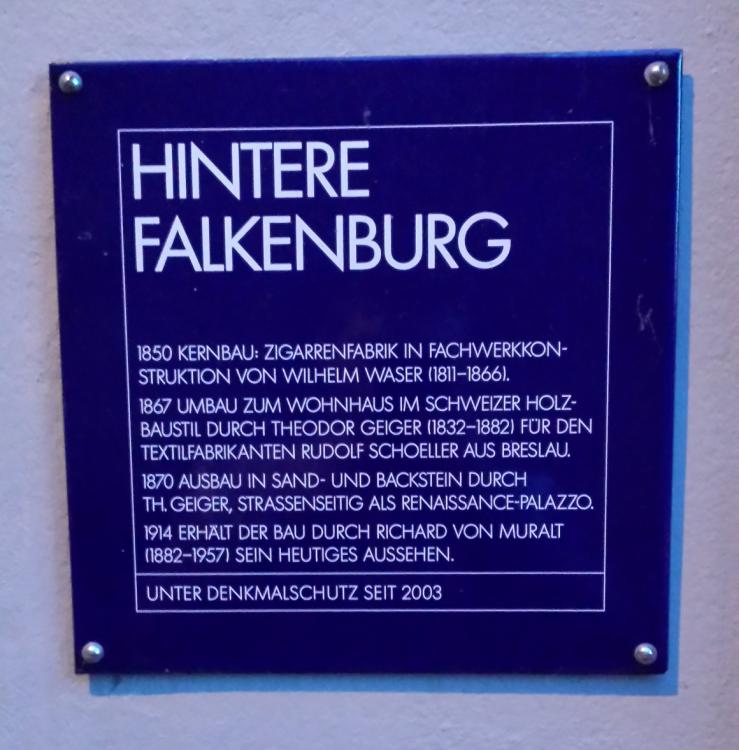 HINTERE
FALKENBURG
1850 KERNBAU: ZIGARRENFABRIK IN FACHWERKKON-
STRUKTION VON WILHELM WASER (1811–1866).
1867 UMBAU ZUM WOHNHAUS IM SCHWEIZER HOLZ-
BAUSTIL DURCH THEODOR GEIGER (1832–1882) FÜR DEN
TEXTILFABRIKANTEN RUDOLF SCHOELLER AUS BRESLAU.
1870 AUSBAU IN SAND- UND BACKSTEIN DURCH
TH. GEIGER, STRASSENSEITIG ALS RENAISSANCE-PALAZZO.
1914 ERHÄLT DER BAU DURCH RICHARD VON MURALT
(1882–1957) SEIN HEUTIGES AUSSEHEN.
UNTER DENKMALSCHUTZ SEIT 2003